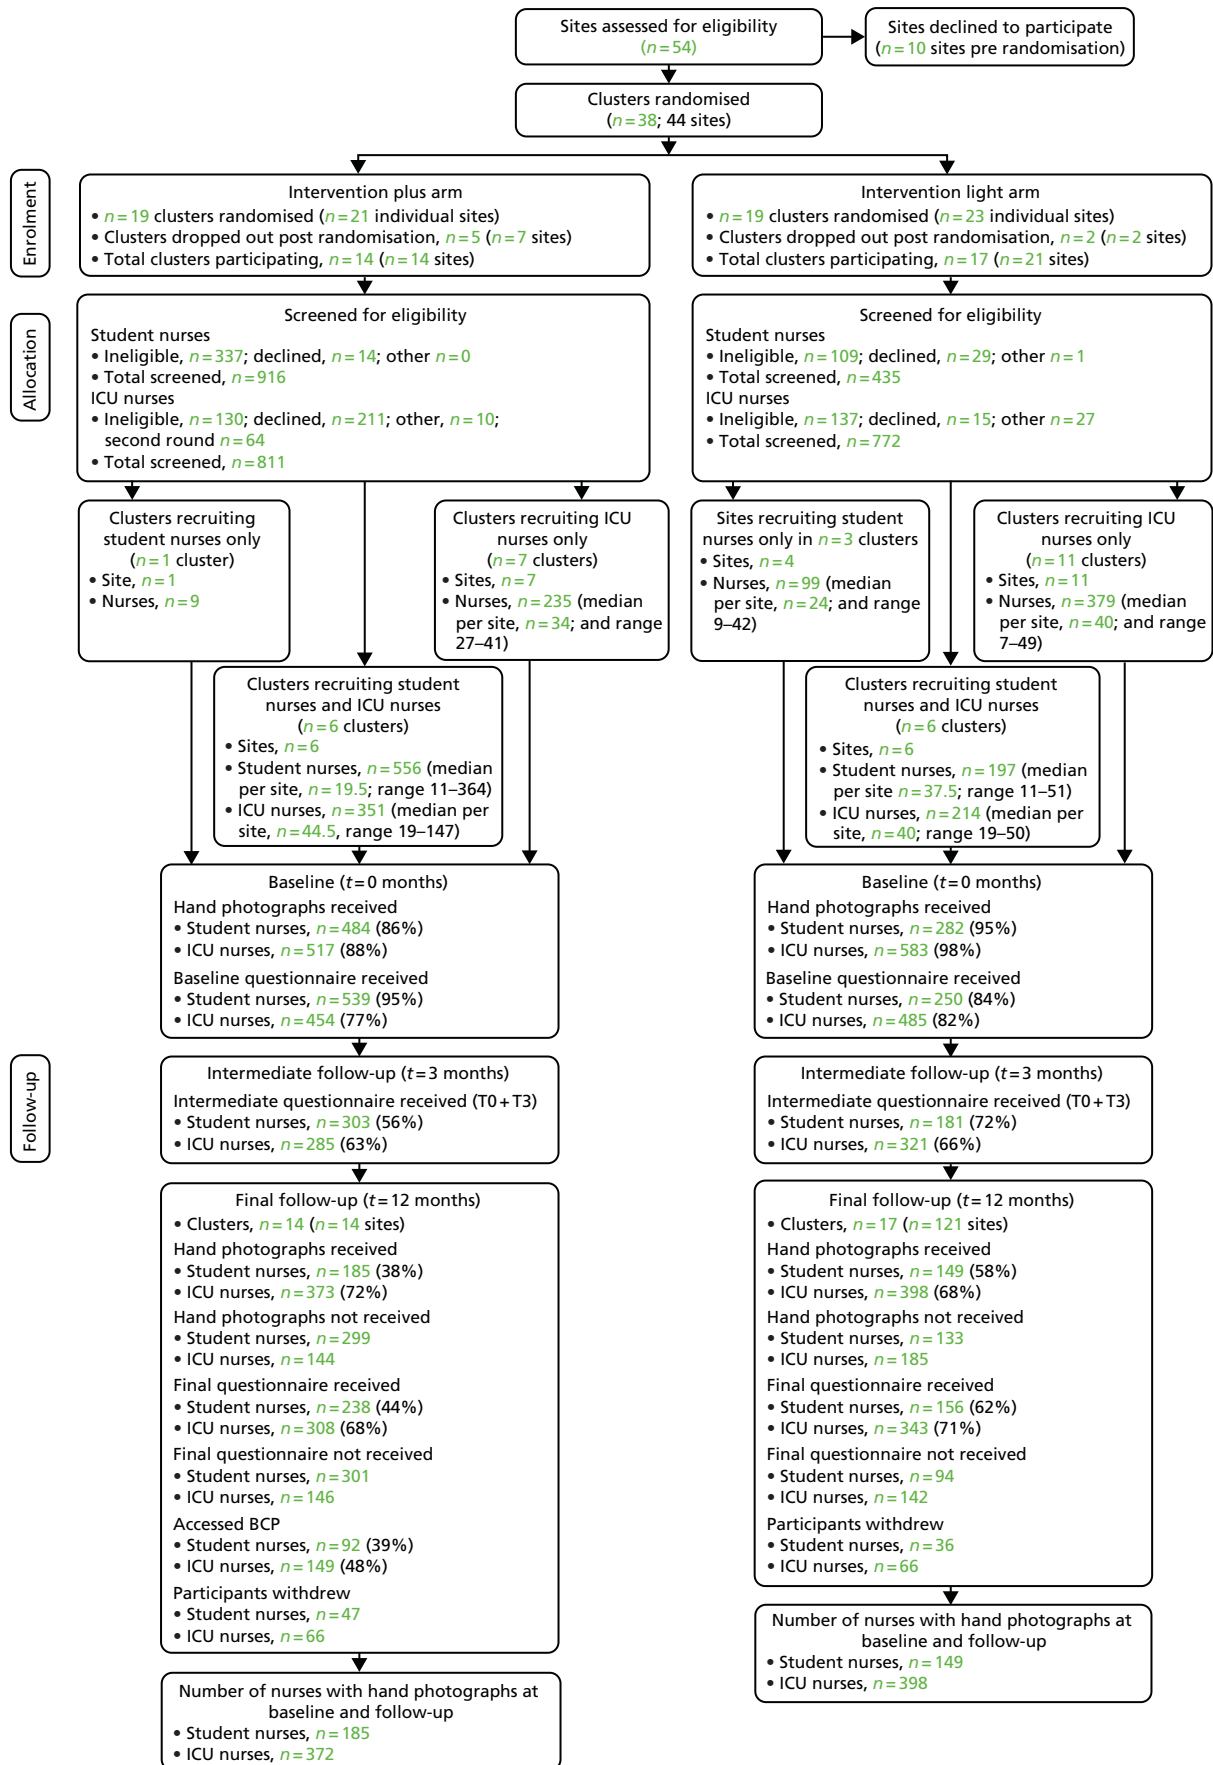 Sites assessed for eligibility
(n=54)
Sites declined to participate
(n=10 sites pre randomisation)
Clusters randomised
(n=38; 44 sites)
Enrolment
Intervention plus arm
• n=19 clusters randomised (n=21 individual sites)
• Clusters dropped out post randomisation, n=5 (n=7 sites)
• Total clusters participating, n=14 (n=14 sites)
Intervention light arm
• n=19 clusters randomised (n=23 individual sites)
• Clusters dropped out post randomisation, n=2 (n=2 sites)
• Total clusters participating, n=17 (n=21 sites)
Allocation
Screened for eligibility
Student nurses
• Ineligible, n=337; declined, n=14; other n=0
• Total screened, n=916
ICU nurses
• Ineligible, n=130; declined, n=211; other, n=10;
second round n=64
• Total screened, n=811
Screened for eligibility
Student nurses
• Ineligible, n=109; declined, n=29; other n=1
• Total screened, n=435
ICU nurses
• Ineligible, n=137; declined, n=15; other n=27
• Total screened, n=772
Clusters recruiting
student nurses only
(n=1 cluster)
• Site, n=1
• Nurses, n=9
Clusters recruiting ICU
nurses only
(n=7 clusters)
• Sites, n=7
• Nurses, n=235 (median
per site, n=34; and range
27–41)
Sites recruiting student
nurses only in n=3 clusters
• Sites, n=4
• Nurses, n=99 (median
per site, n=24; and range
9–42)
Clusters recruiting ICU
nurses only
(n=11 clusters)
• Sites, n=11
• Nurses, n=379 (median
per site, n=40; and range
7–49)
Clusters recruiting student
nurses and ICU nurses
(n=6 clusters)
• Sites, n=6
• Student nurses, n=556 (median
per site, n=19.5; range 11–364)
• ICU nurses, n=351 (median per
site, n=44.5, range 19–147)
Clusters recruiting student
nurses and ICU nurses
(n=6 clusters)
• Sites, n=6
• Student nurses, n=197 (median
per site n=37.5; range 11–51)
• ICU nurses, n=214 (median per
site, n=40; range 19–50)
Baseline (t=0 months)
Hand photographs received
• Student nurses, n=484 (86%)
• ICU nurses, n=517 (88%)
Baseline questionnaire received
• Student nurses, n=539 (95%)
• ICU nurses, n=454 (77%)
Baseline (t=0 months)
Hand photographs received
• Student nurses, n=282 (95%)
• ICU nurses, n=583 (98%)
Baseline questionnaire received
• Student nurses, n=250 (84%)
• ICU nurses, n=485 (82%)
Follow-up
Intermediate follow-up (t=3 months)
Intermediate questionnaire received (T0+T3)
• Student nurses, n=303 (56%)
• ICU nurses, n=285 (63%)
Intermediate follow-up (t=3 months)
Intermediate questionnaire received (T0+T3)
• Student nurses, n=181 (72%)
• ICU nurses, n=321 (66%)
Final follow-up (t=12 months)
• Clusters, n=14 (n=14 sites)
Hand photographs received
• Student nurses, n=185 (38%)
• ICU nurses, n=373 (72%)
Hand photographs not received
• Student nurses, n=299
• ICU nurses, n=144
Final questionnaire received
• Student nurses, n=238 (44%)
• ICU nurses, n=308 (68%)
Final questionnaire not received
• Student nurses, n=301
• ICU nurses, n=146
Accessed BCP
• Student nurses, n=92 (39%)
• ICU nurses, n=149 (48%)
Participants withdrew
• Student nurses, n=47
• ICU nurses, n=66
Final follow-up (t=12 months)
• Clusters, n=17 (n=121 sites)
Hand photographs received
• Student nurses, n=149 (58%)
• ICU nurses, n=398 (68%)
Hand photographs not received
• Student nurses, n=133
• ICU nurses, n=185
Final questionnaire received
• Student nurses, n=156 (62%)
• ICU nurses, n=343 (71%)
Final questionnaire not received
• Student nurses, n=94
• ICU nurses, n=142
Participants withdrew
• Student nurses, n=36
• ICU nurses, n=66
Number of nurses with hand photographs at
baseline and follow-up
• Student nurses, n=185
• ICU nurses, n=372
Number of nurses with hand photographs at
baseline and follow-up
• Student nurses, n=149
• ICU nurses, n=398